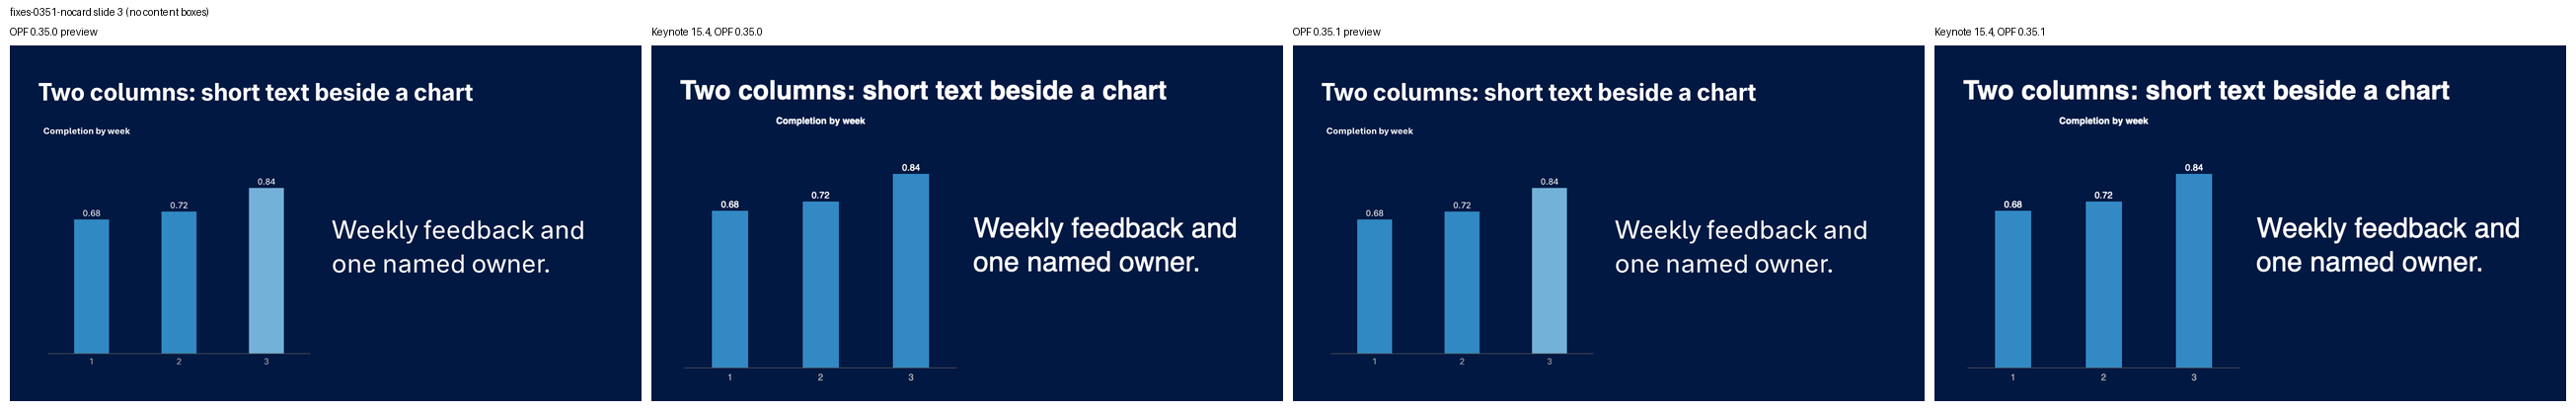 fixes-0351-nocard slide 3 (no content boxes)
OPF 0.35.0 preview
Two columns: short text beside a chart
Completion by week
0.68
0.72
0.84
1
2
3
Weekly feedback and
one named owner.
Keynote 15.4, OPF 0.35.0
Two columns: short text beside a chart
Completion by week
0.68
0.72
0.84
1
2
3
Weekly feedback and
one named owner.
OPF 0.35.1 preview
Two columns: short text beside a chart
Completion by week
0.68
0.72
0.84
1
2
3
Weekly feedback and
one named owner.
Keynote 15.4, OPF 0.35.1
Two columns: short text beside a chart
Completion by week
0.68
0.72
0.84
1
2
3
Weekly feedback and
one named owner.